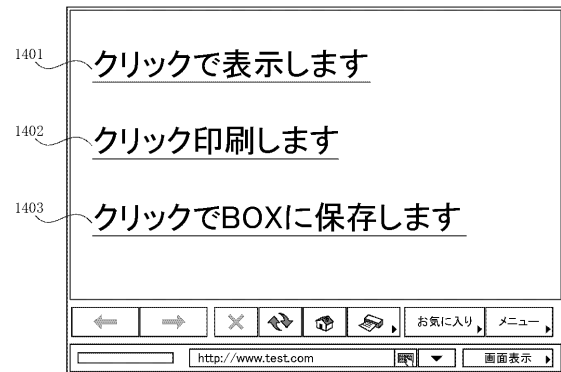 1401
クリックで表示します
1402
クリック印刷します
1403
クリックでBOXに保存します
お気に入り
メニュー
http://www.test.com
画面表示